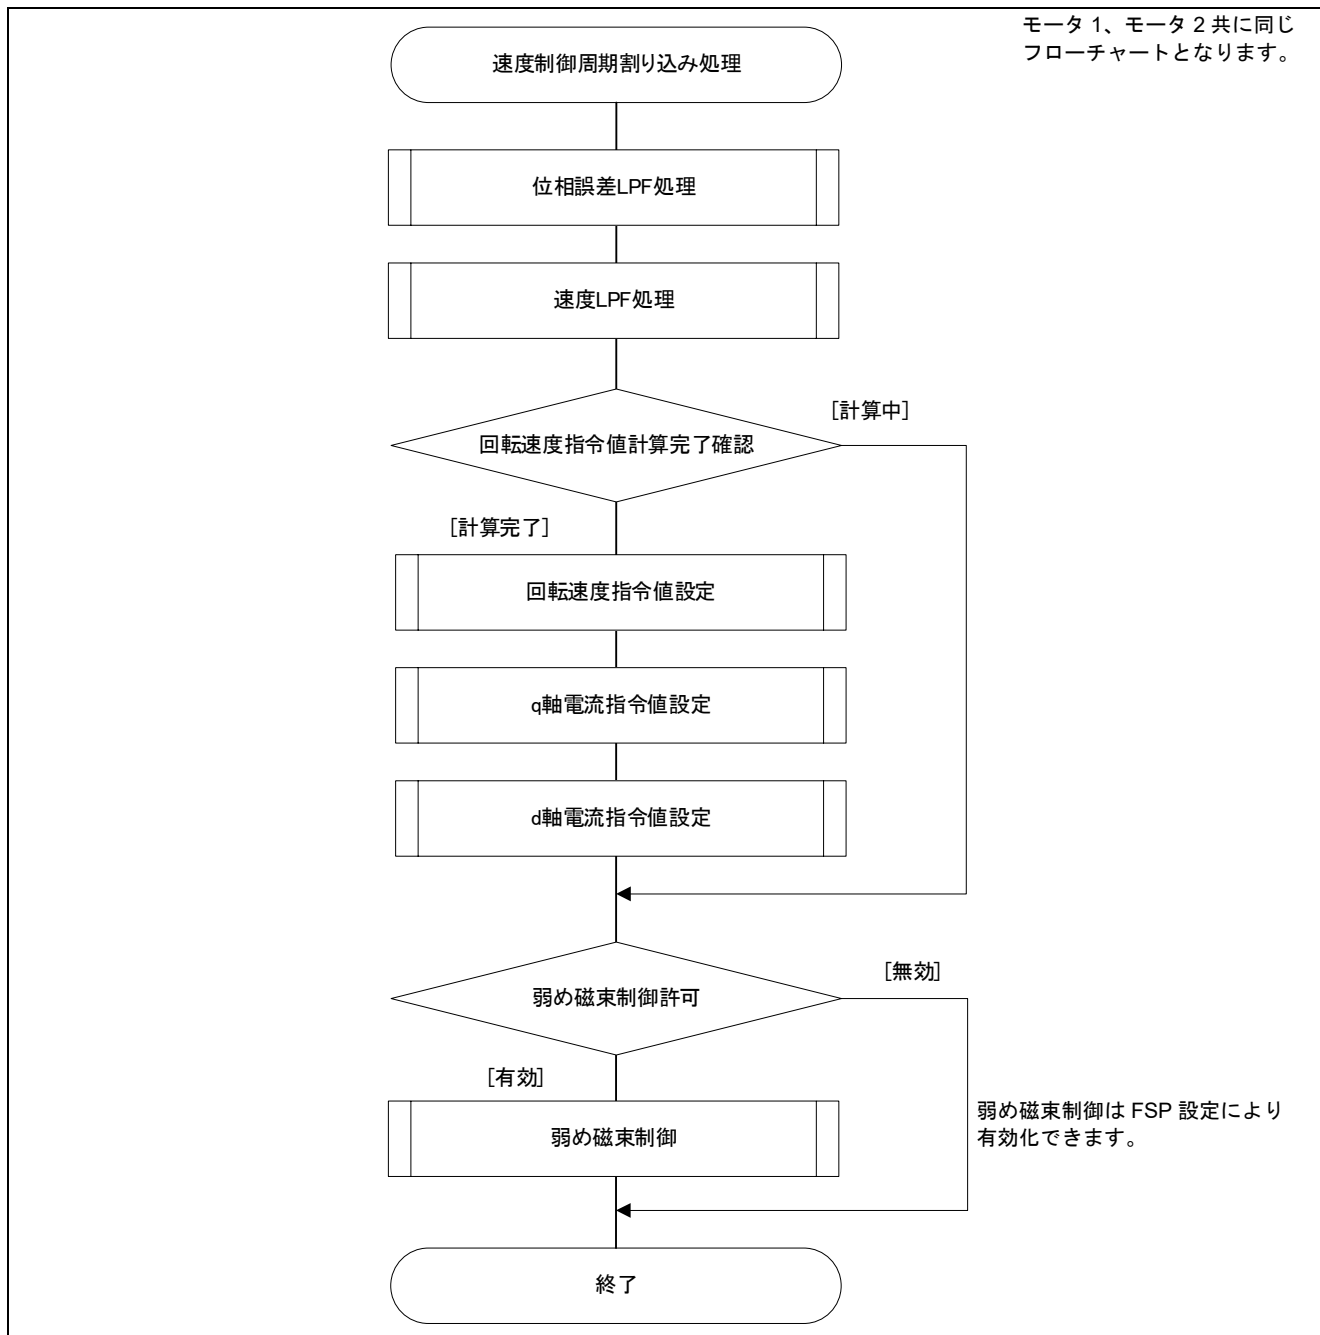 モータ 1、モータ 2 共に同じ
フローチャートとなります。
速度制御周期割り込み処理
位相誤差LPF処理
速度LPF処理
[計算中]
回転速度指令値計算完了確認
[計算完了]
回転速度指令値設定
q軸電流指令値設定
d軸電流指令値設定
[無効]
弱め磁束制御許可
[有効]
弱め磁束制御は FSP 設定により
有効化できます。
弱め磁束制御
終了